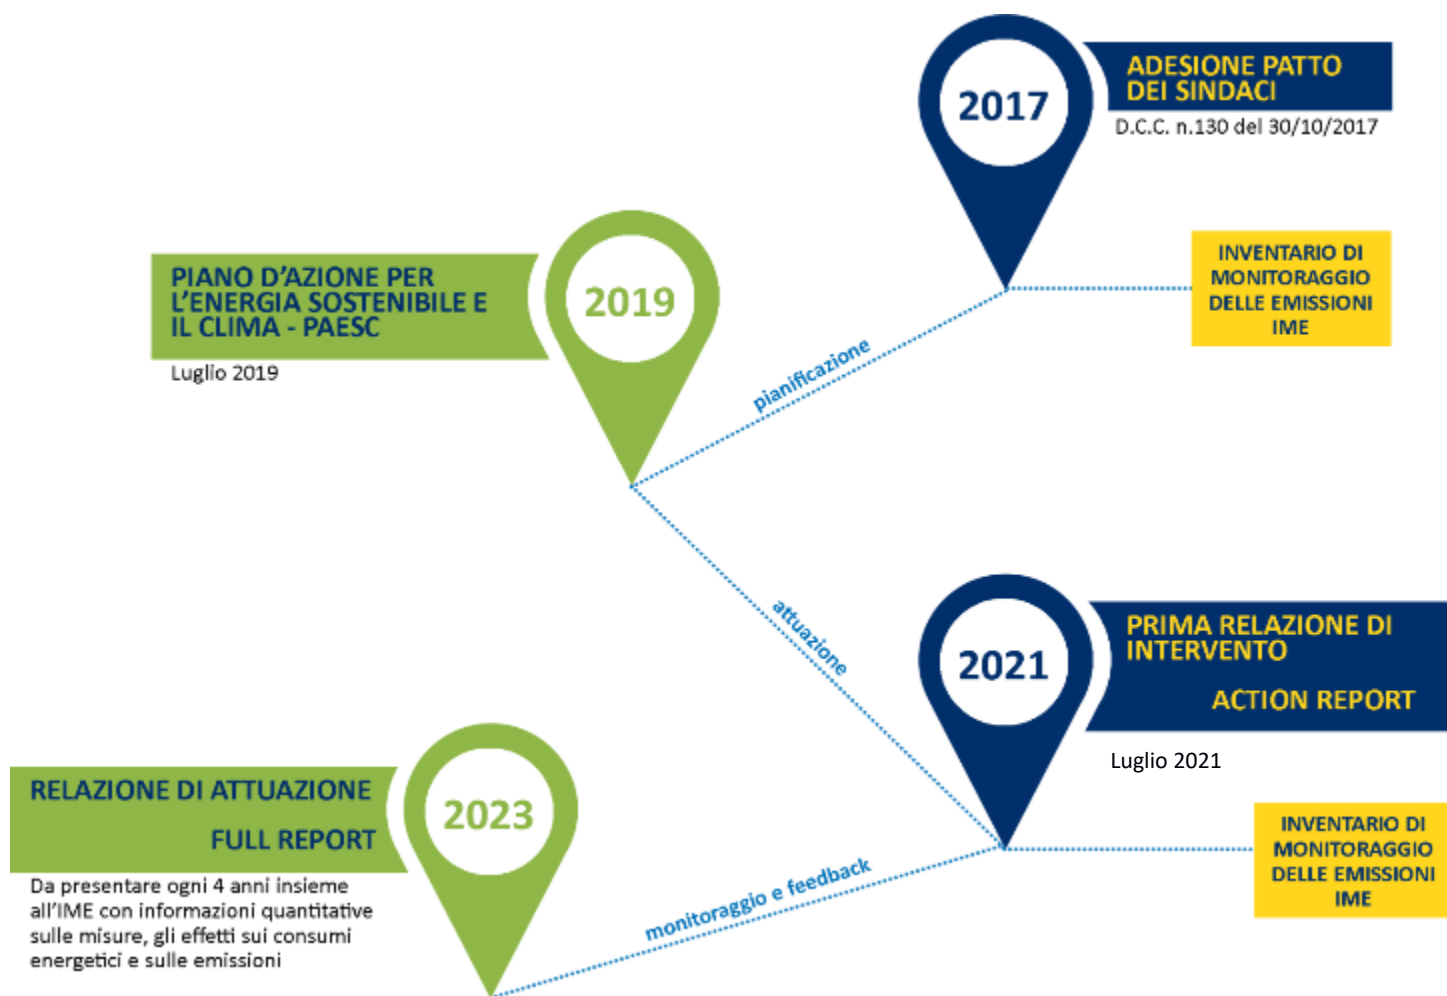 2017
ADESIONE PATTO
DEI SINDACI
D.C.C. n.130 del 30/10/2017
INVENTARIO DI
MONITORAGGIO
DELLE EMISSIONI
IME
pianificazione
PIANO D'AZIONE PER
L'ENERGIA SOSTENIBILE E
IL CLIMA - PAESC
Luglio 2019
2019
attuazione
2021
PRIMA RELAZIONE DI
INTERVENTO
ACTION REPORT
Luglio 2021
INVENTARIO DI
MONITORAGGIO
DELLE EMISSIONI
IME
monitoraggio e feedback
RELAZIONE DI ATTUAZIONE
FULL REPORT
2023
Da presentare ogni 4 anni insieme
all'IME con informazioni quantitative
sulle misure, gli effetti sui consumi
energetici e sulle emissioni